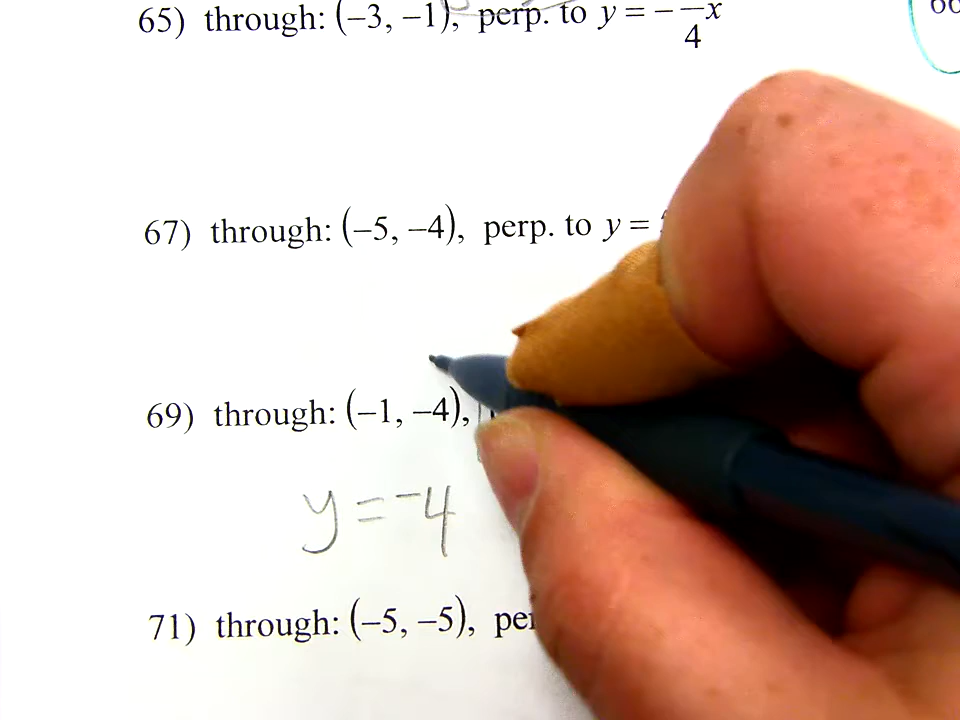 65) through: (–3, –1), perp. to y = – –x
4
67) through: (–5, –4), perp. to y =
69) through: (–1, –4),
y = -4
71) through: (–5, –5),